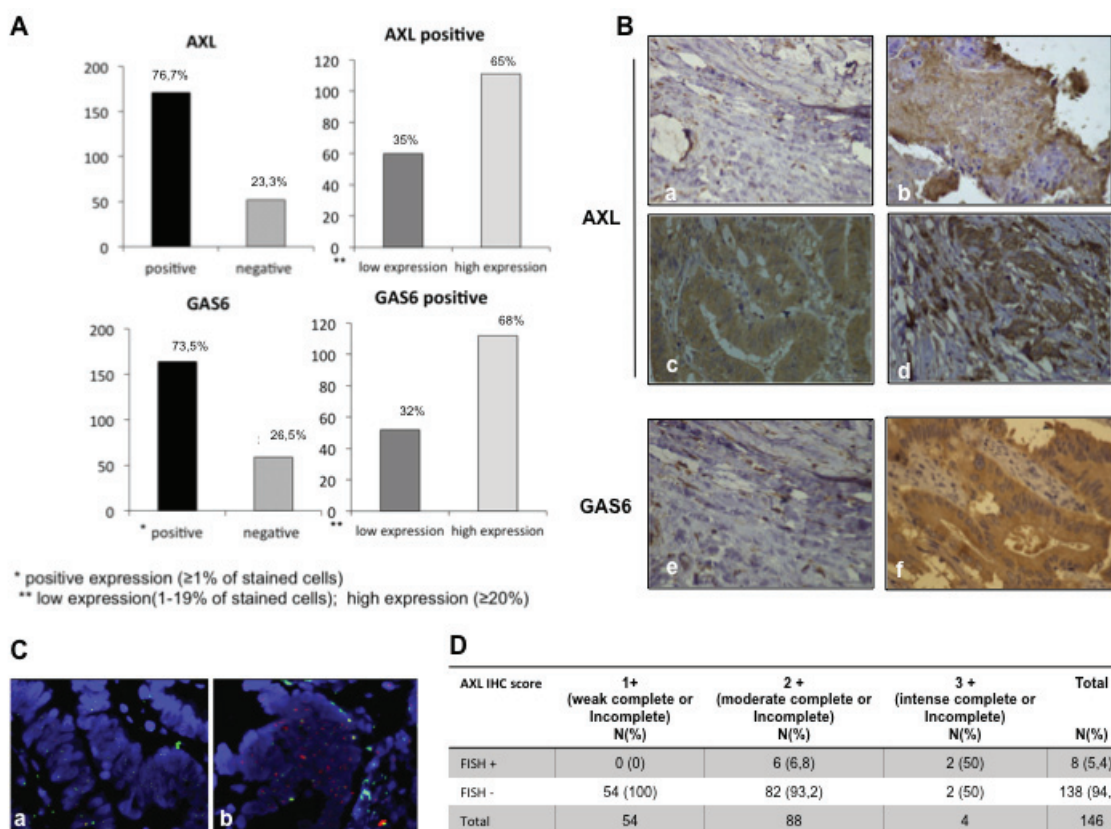 A
AXL
200
150
100
50
0
76,7%
23,3%
positive
negative
AXL positive
120
100
80
60
40
20
0
35%
65%
**
low expression
high expression
GAS6
200
150
100
50
0
73,5%
26,5%
* positive
negative
GAS6 positive
120
100
80
60
40
20
0
32%
68%
**
low expression
high expression
* positive expression (≥1% of stained cells)
** low expression(1-19% of stained cells); high expression (≥20%)
B
AXL
a
b
c
d
GAS6
e
f
C
a
b
D
AXL IHC score 1+ 2 + 3 + Total
(weak complete or (moderate complete or (intense complete or
Incomplete) Incomplete) Incomplete)
N(%) N(%) N(%) N(%)
FISH + 0 (0) 6 (6,8) 2 (50) 8 (5,4)
FISH - 54 (100) 82 (93,2) 2 (50) 138 (94,
Total 54 88 4 146